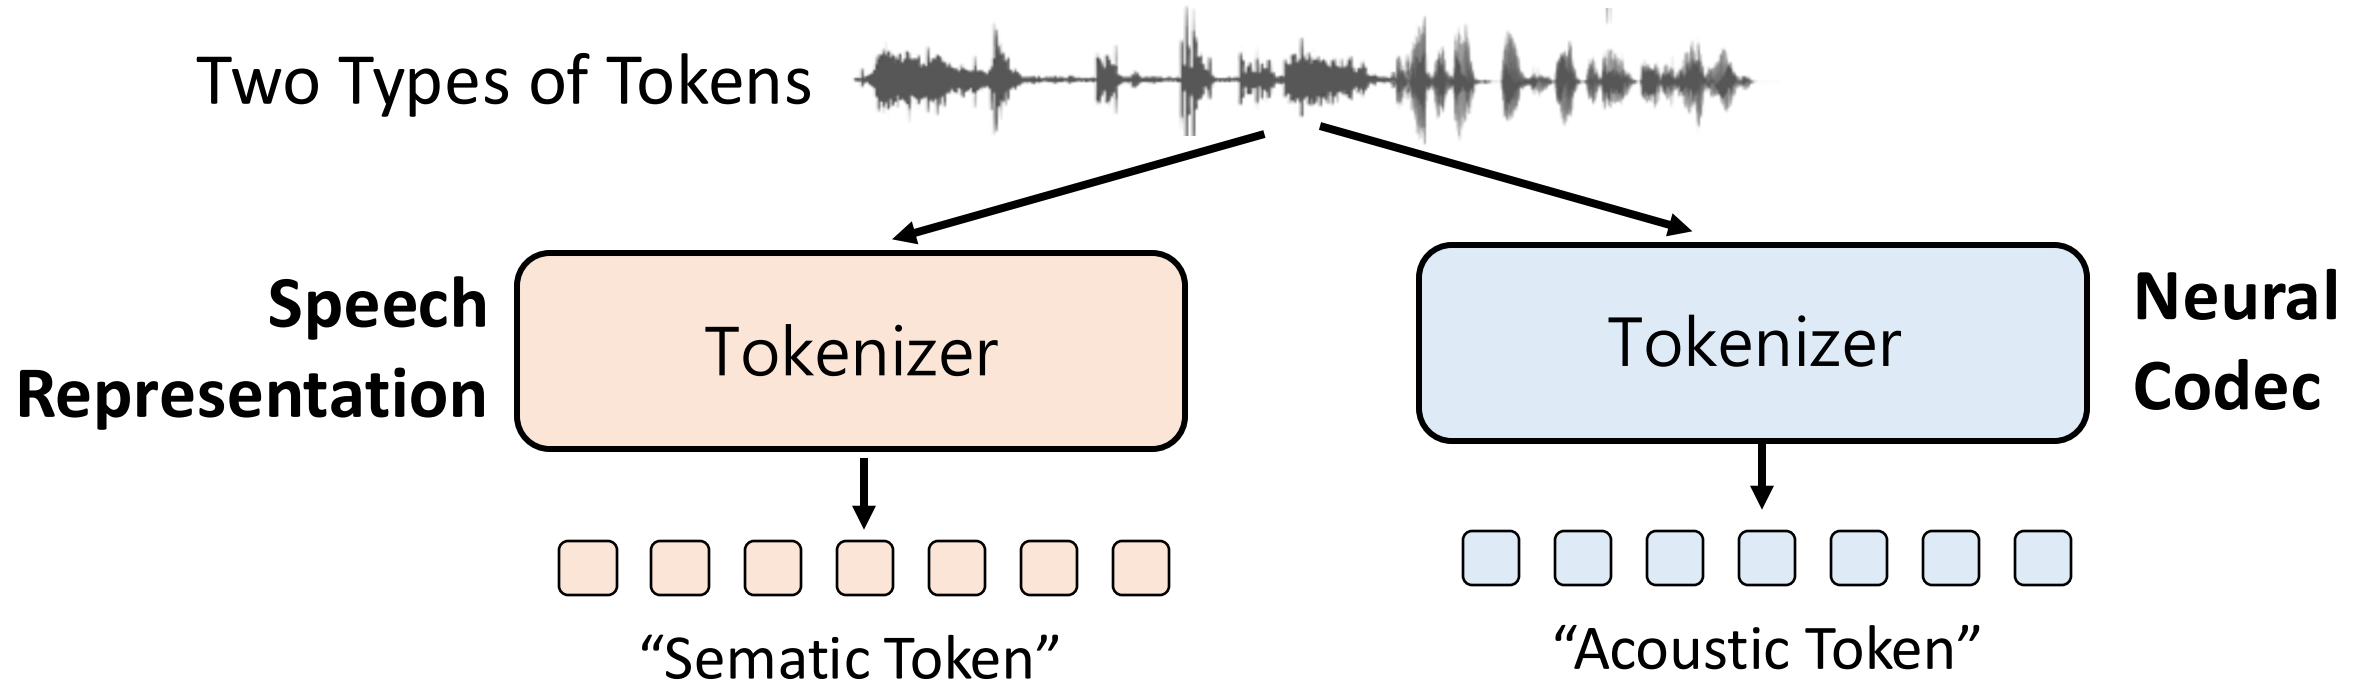 Two Types of Tokens
Speech
Representation
Tokenizer
Tokenizer
Neural
Codec
“Sematic Token”
“Acoustic Token”